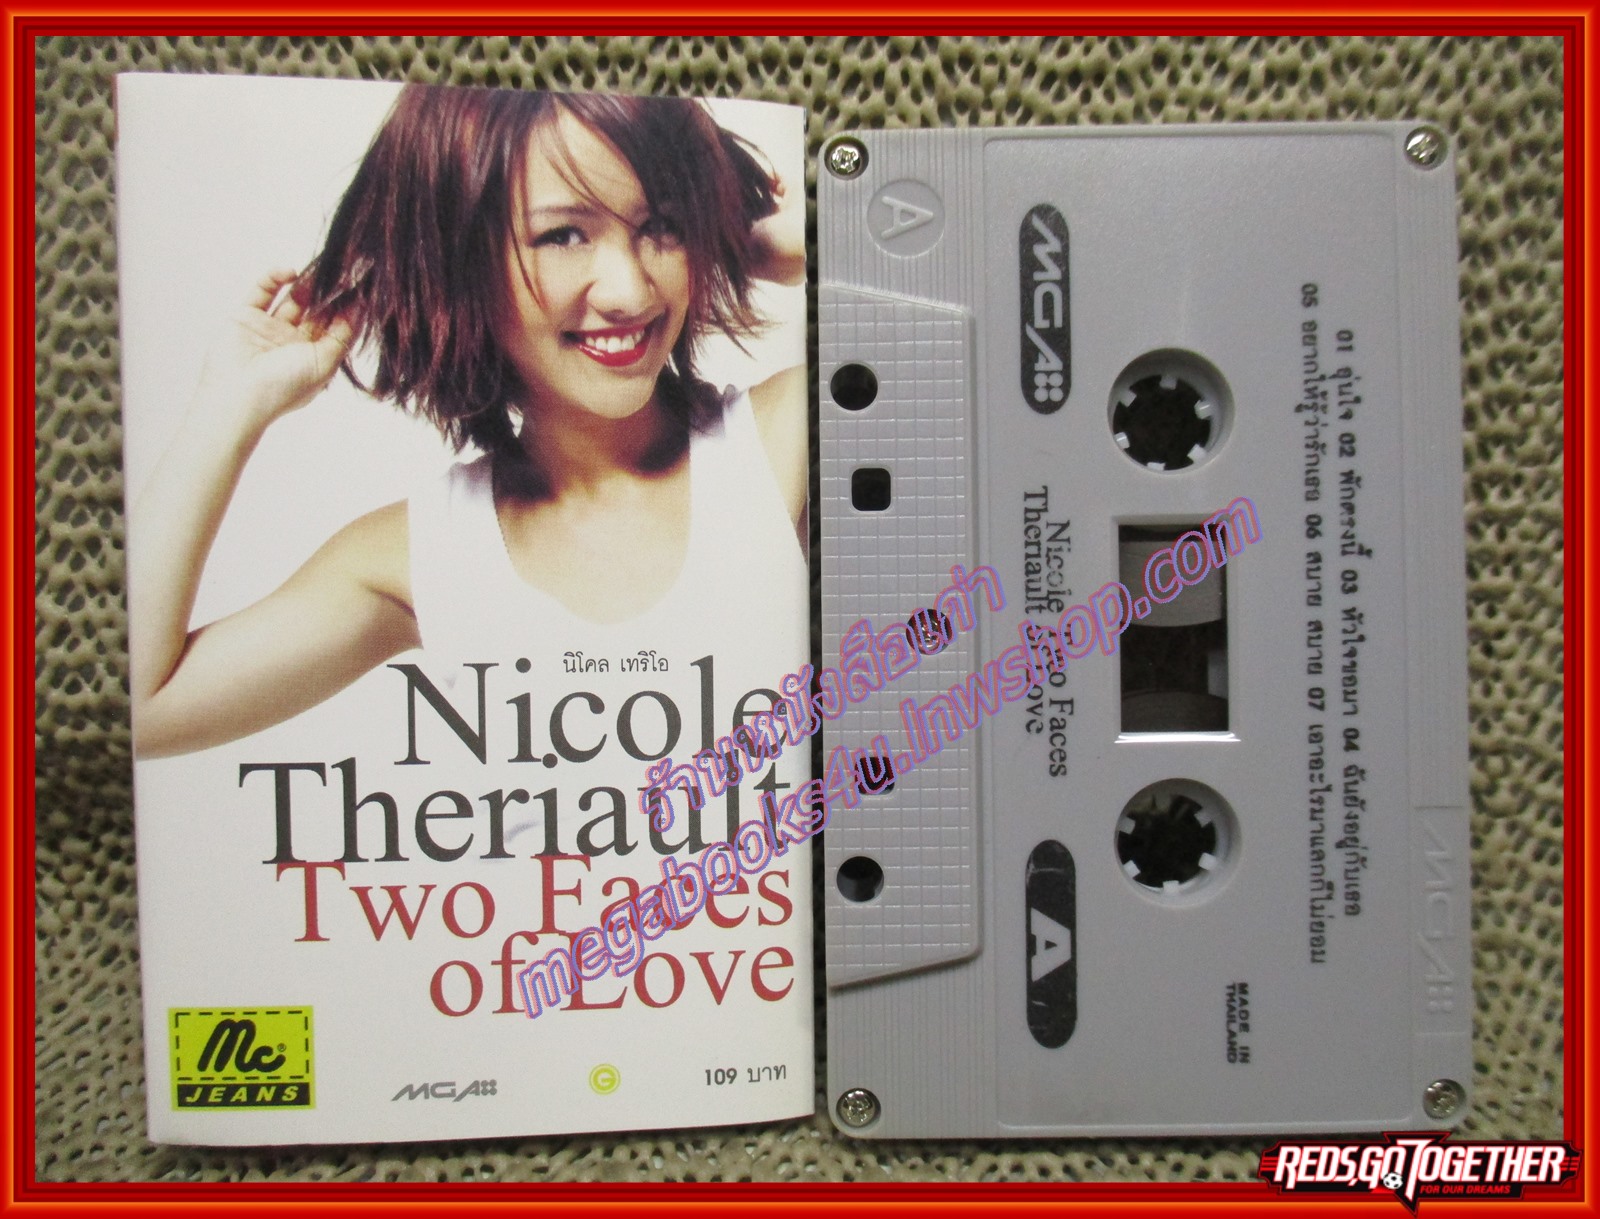 นิโคล เทริโอ
Nicole
Theriault
Two Faces
of Love
Mc®
JEANS
MGA
G
109 บาท
A
MGA
Nicole
Theriault
Two Faces
of Love
A
01 อุ่นใจ 02 พักตรงนี้ 03 หัวใจขอมา 04 ฉันยังอยู่กับเธอ
05 อยากให้รู้ว่ารักเธอ 06 สบาย สบาย 07 เอาอะไรมาแลกก็ไม่ยอม
MADE IN
THAILAND
MGA
ร้านหนังสือเก่า
megabooks4u.lnwshop.com
REDS,GO TOGETHER
FOR OUR DREAMS